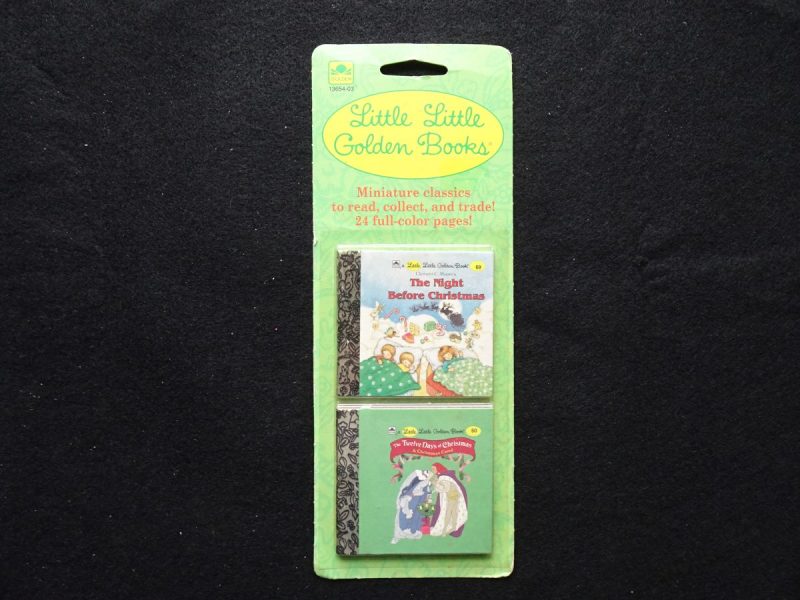 GOLDEN
13654-03
Little Little
Golden Books®
Miniature classics
to read, collect, and trade!
24 full-color pages!
a Little Little Golden Book®
Clement C. Moore's
The Night
Before Christmas
a Little Little Golden Book®
50
The Twelve Days of Christmas
A Christmas Carol